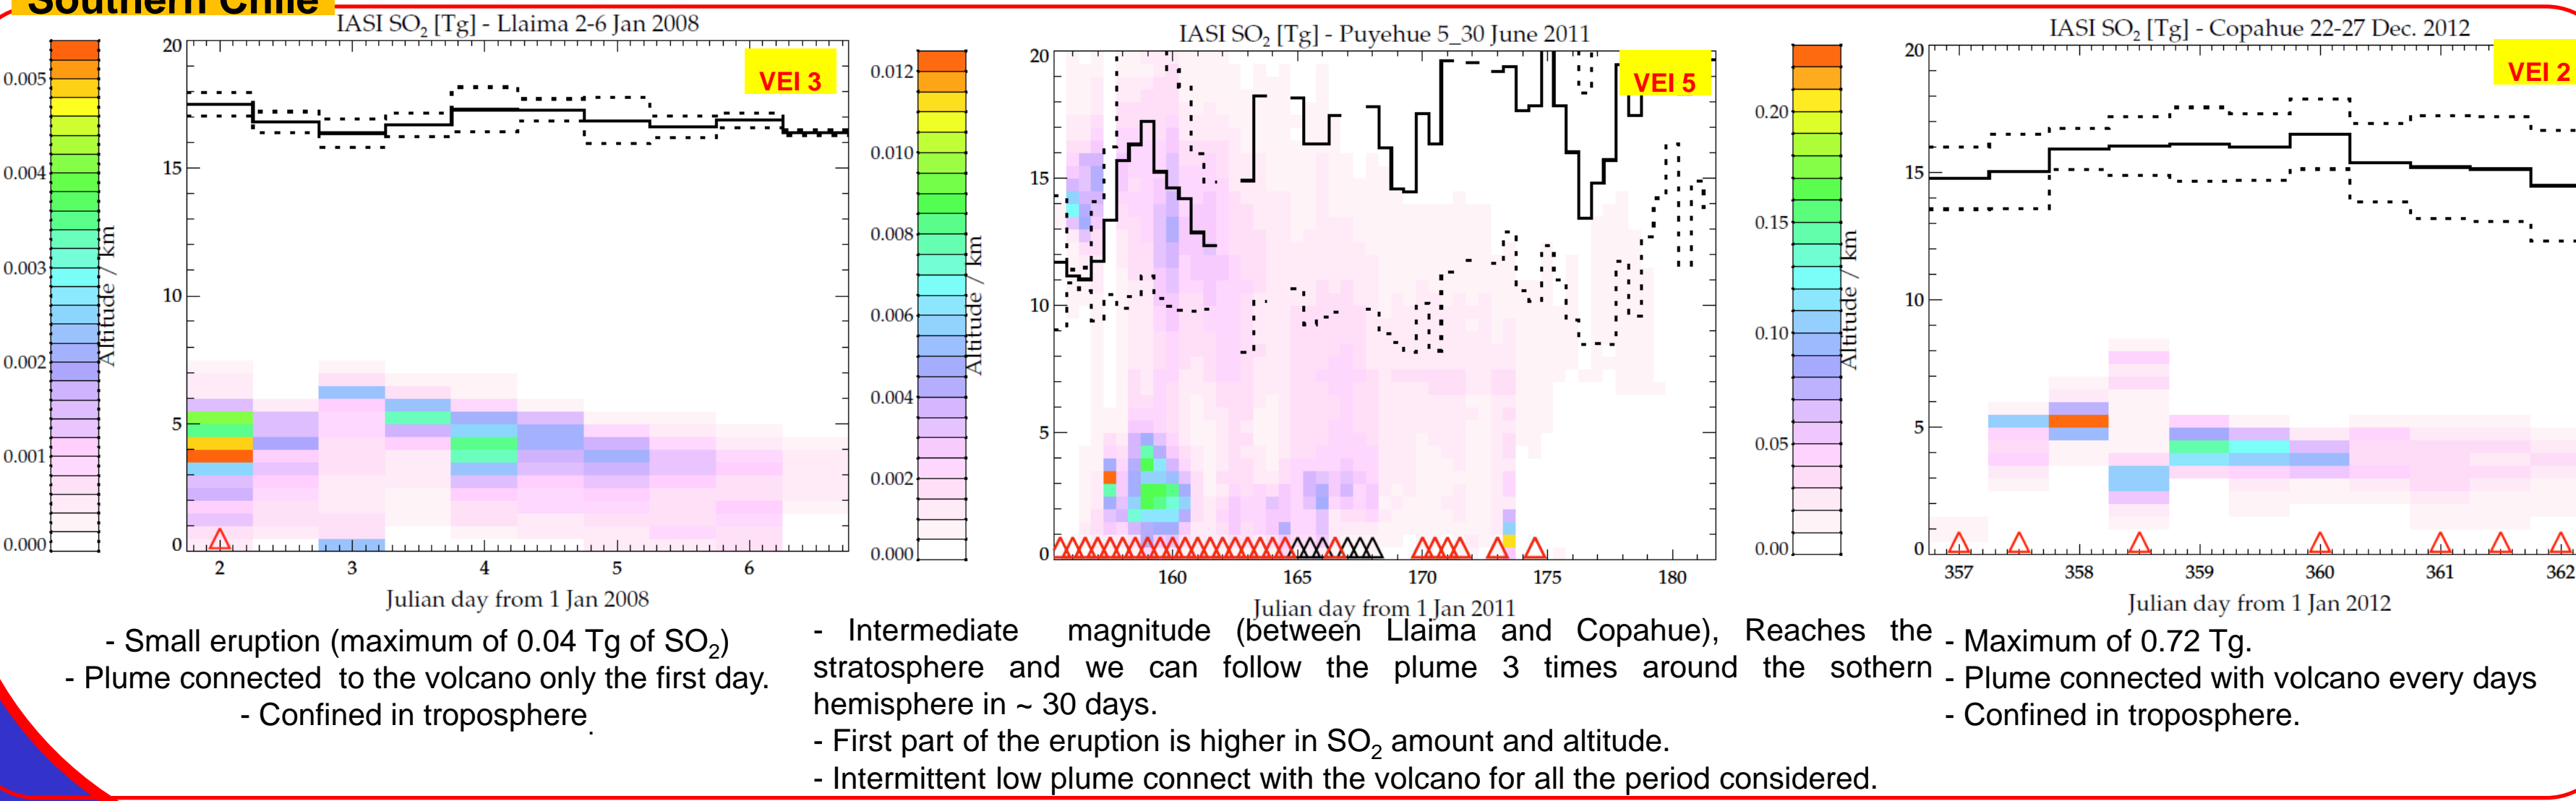 Southern Chile
IASI SO2 [Tg] - Llaima 2-6 Jan 2008
VEI 3
0.005
0.004
0.003
0.002
0.001
0.000
Altitude / km
20
15
10
5
0
2 3 4 5 6
Julian day from 1 Jan 2008
- Small eruption (maximum of 0.04 Tg of SO2)
- Plume connected to the volcano only the first day.
- Confined in troposphere.
IASI SO2 [Tg] - Puyehue 5_30 June 2011
VEI 5
0.012
0.010
0.008
0.006
0.004
0.002
0.000
Altitude / km
20
15
10
5
0
160 165 170 175 180
Julian day from 1 Jan 2011
- Intermediate magnitude (between Llaima and Copahue), Reaches the
stratosphere and we can follow the plume 3 times around the sothern
hemisphere in ~ 30 days.
- First part of the eruption is higher in SO2 amount and altitude.
- Intermittent low plume connect with the volcano for all the period considered.
IASI SO2 [Tg] - Copahue 22-27 Dec. 2012
VEI 2
0.20
0.15
0.10
0.05
0.00
Altitude / km
20
15
10
5
0
357 358 359 360 361 362
Julian day from 1 Jan 2012
- Maximum of 0.72 Tg.
- Plume connected with volcano every days
- Confined in troposphere.